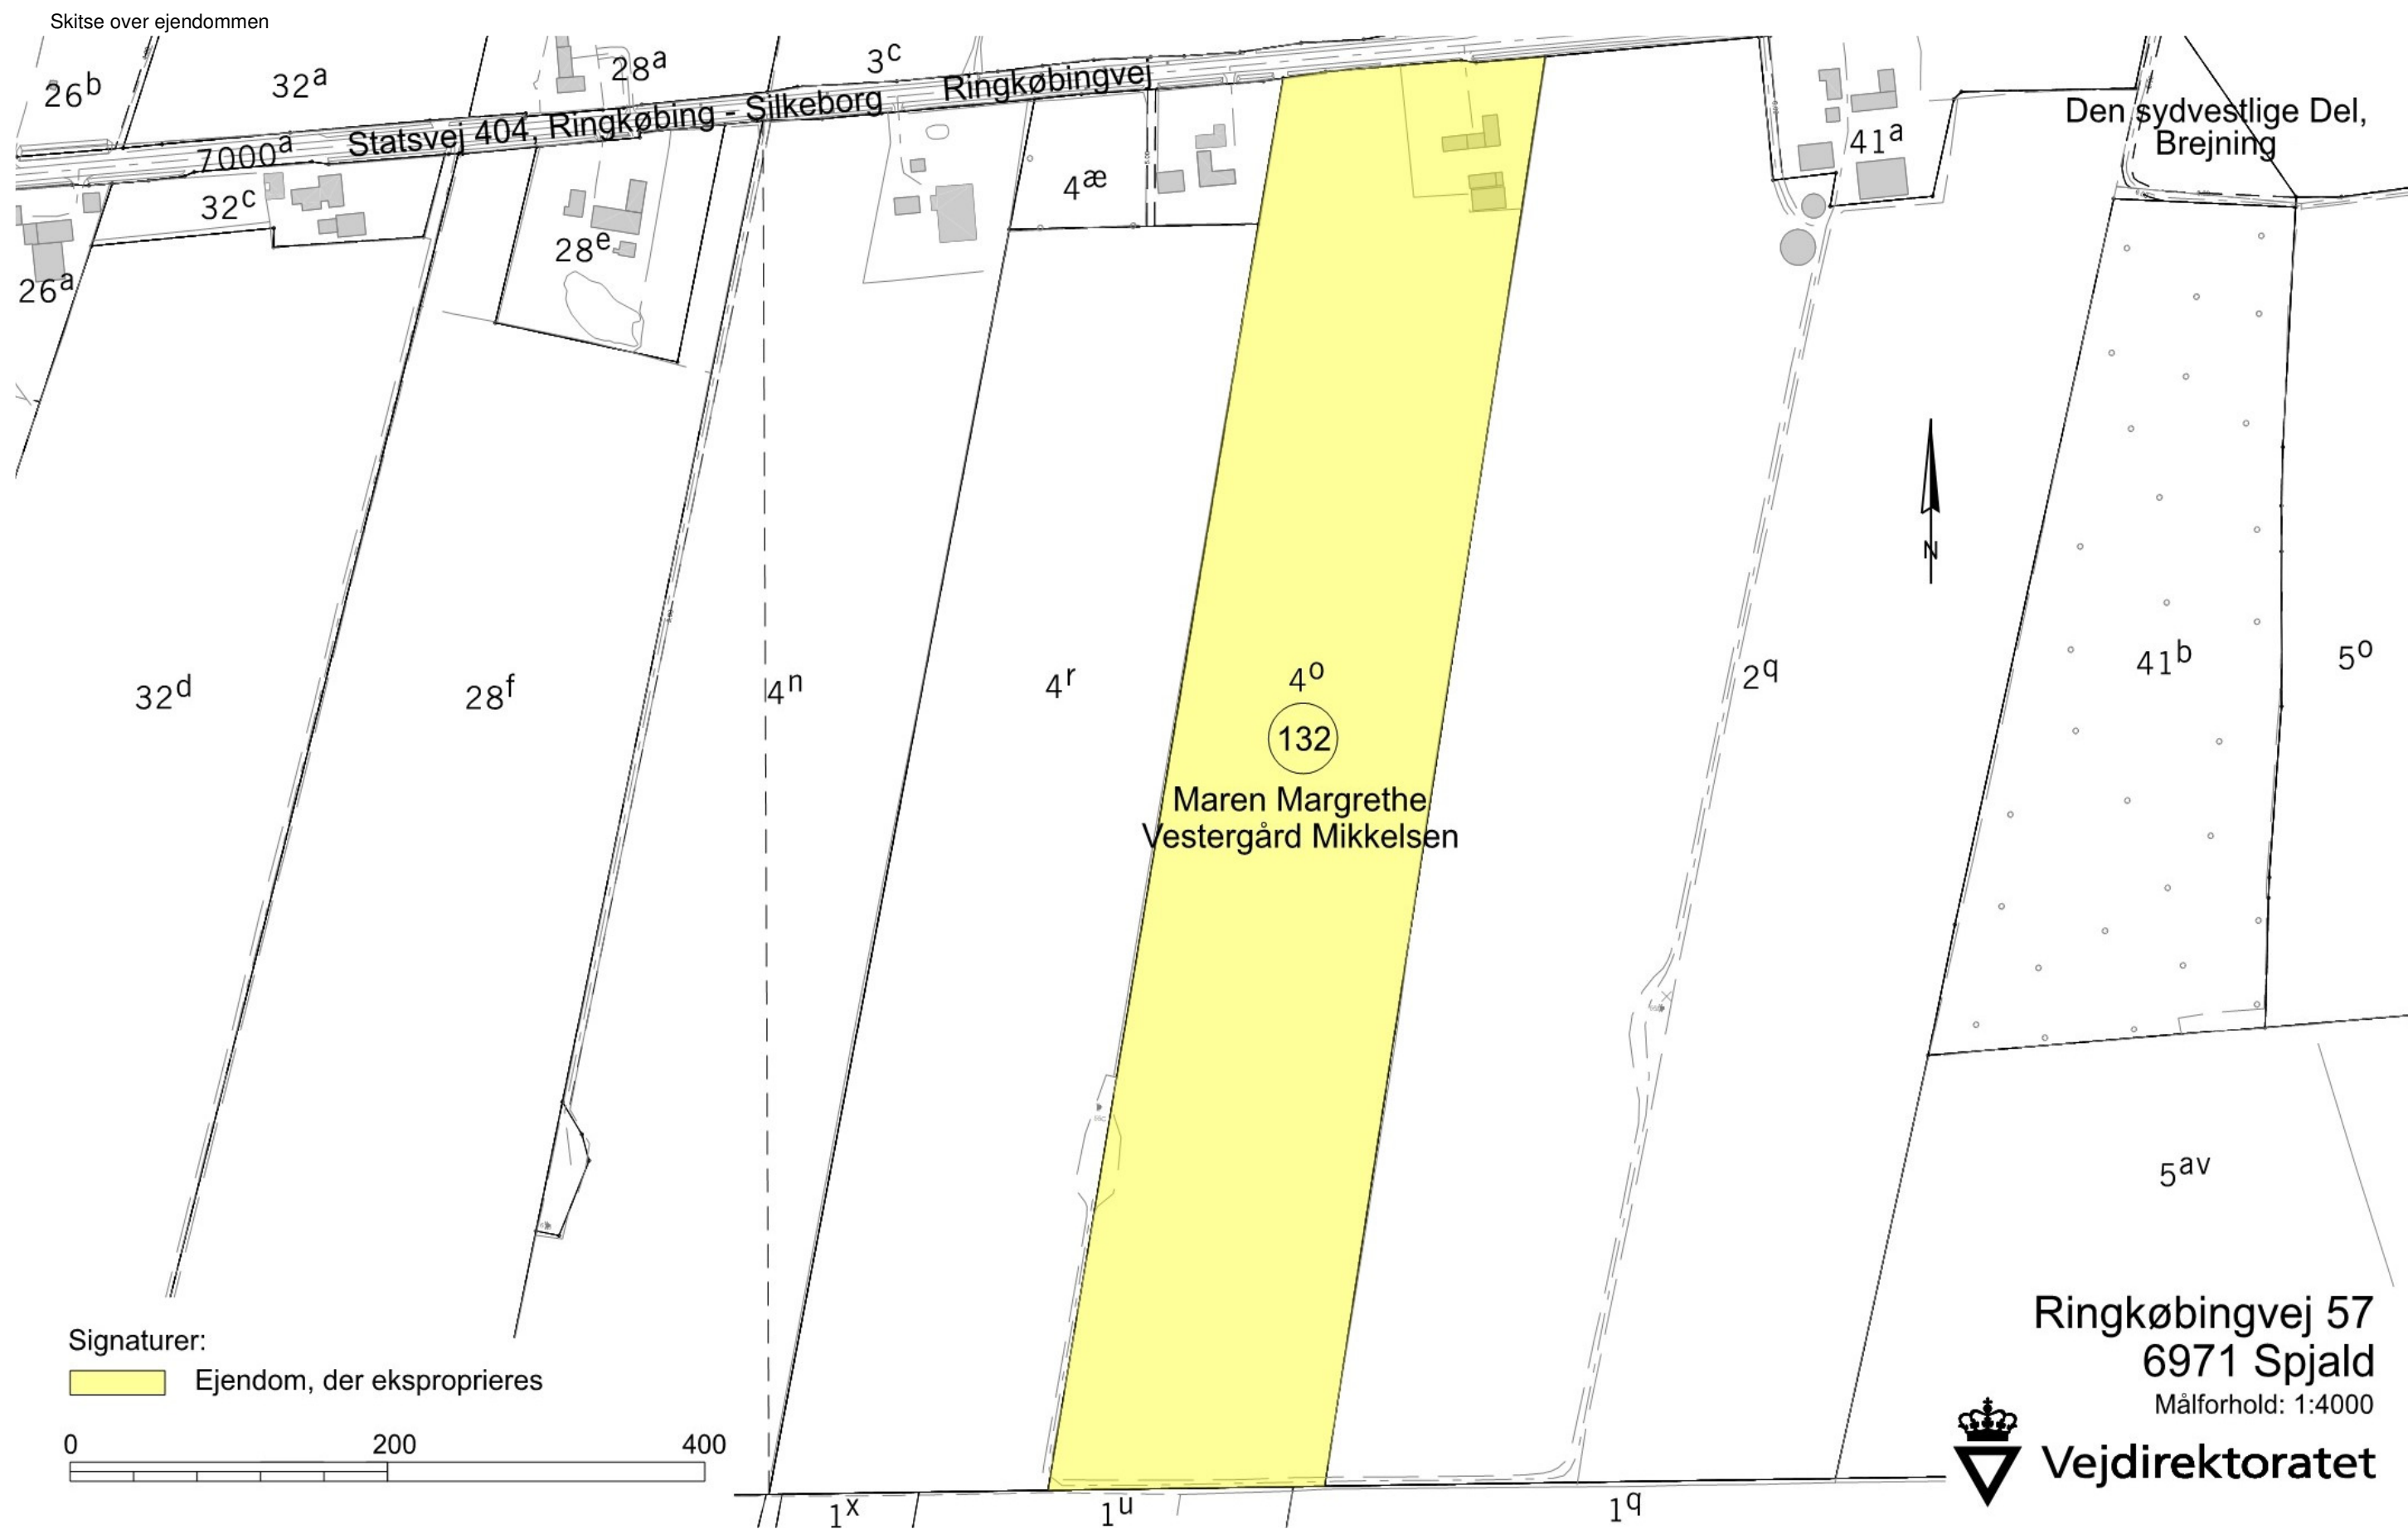 Skitse over ejendommen
26b
32a
28a
3c
Ringkøbingvej
Statsvej 404, Ringkøbing - Silkeborg
7000a
Den sydvestlige Del,
Brejning
41a
32c
4æ
28e
26a
32d
28f
4n
4r
4o
2q
41b
5o
N
132
Maren Margrethe
Vestergård Mikkelsen
5av
Signaturer:
Ejendom, der eksproprieres
0 200 400
Ringkøbingvej 57
6971 Spjald
Målforhold: 1:4000
Vejdirektoratet
1x
1u
1q